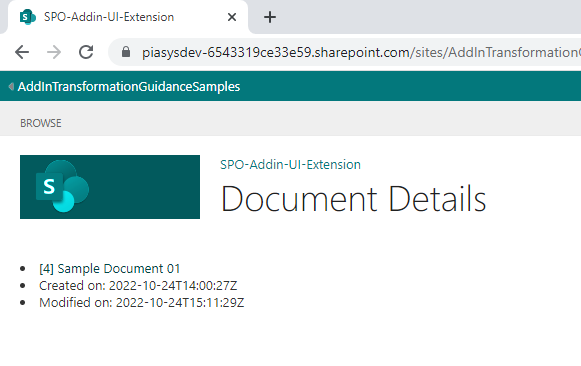 SPO-Addin-UI-Extension
piasysdev-6543319ce33e59.sharepoint.com/sites/AddInTransformation
AddInTransformationGuidanceSamples
BROWSE
S
SPO-Addin-UI-Extension
Document Details
[4] Sample Document 01
Created on: 2022-10-24T14:00:27Z
Modified on: 2022-10-24T15:11:29Z